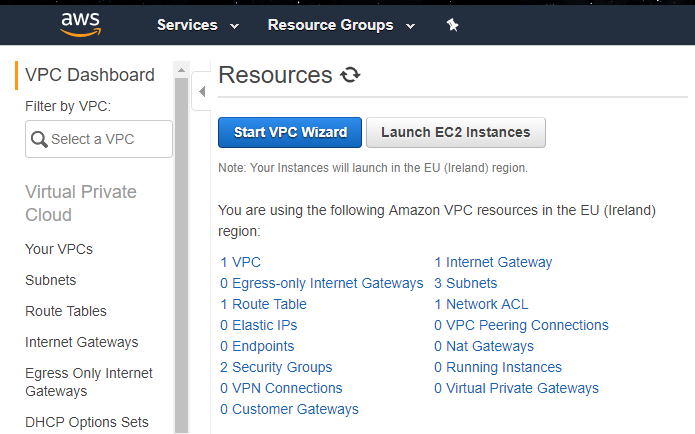 aws
Services
Resource Groups
VPC Dashboard
Filter by VPC:
Select a VPC
Virtual Private
Cloud
Your VPCs
Subnets
Route Tables
Internet Gateways
Egress Only Internet
Gateways
DHCP Options Sets
Resources
Start VPC Wizard
Launch EC2 Instances
Note: Your Instances will launch in the EU (Ireland) region.
You are using the following Amazon VPC resources in the EU (Ireland)
region:
1 VPC
1 Internet Gateway
0 Egress-only Internet Gateways
3 Subnets
1 Route Table
1 Network ACL
0 Elastic IPs
0 VPC Peering Connections
0 Endpoints
0 Nat Gateways
2 Security Groups
0 Running Instances
0 VPN Connections
0 Virtual Private Gateways
0 Customer Gateways